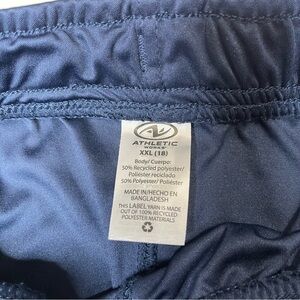 ATHLETIC
WORKS
XXL (18)
Body/ Cuerpo:
50% Recycled polyester/
Poliéster reciclado
50% Polyester/ Poliéster
MADE IN/HECHO EN
BANGLADESH
THIS LABEL YARN IS MADE
OUT OF 100% RECYCLED
POLYESTER MATERIALS